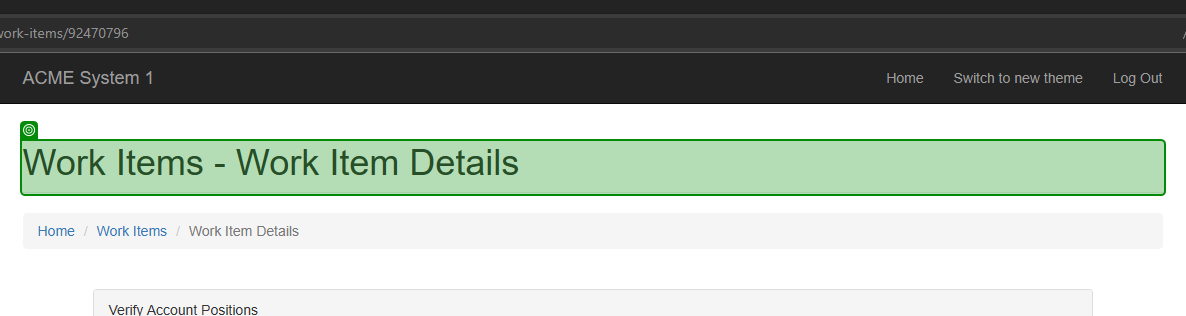 work-items/92470796
ACME System 1 Home Switch to new theme Log Out
Work Items - Work Item Details
Home / Work Items / Work Item Details
Verify Account Positions